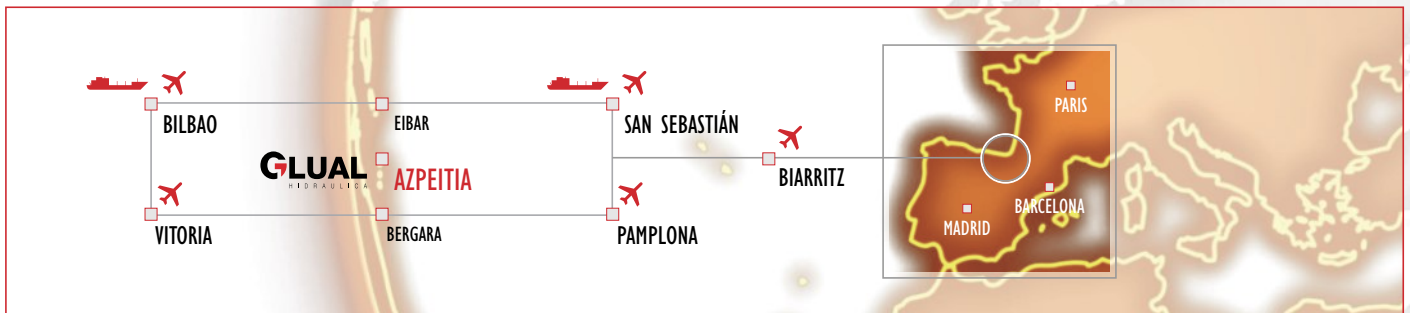 BILBAO
EIBAR
SAN SEBASTIÁN
GLUAL
HIDRAULICA
AZPEITIA
BIARRITZ
VITORIA
BERGARA
PAMPLONA
PARIS
BARCELONA
MADRID